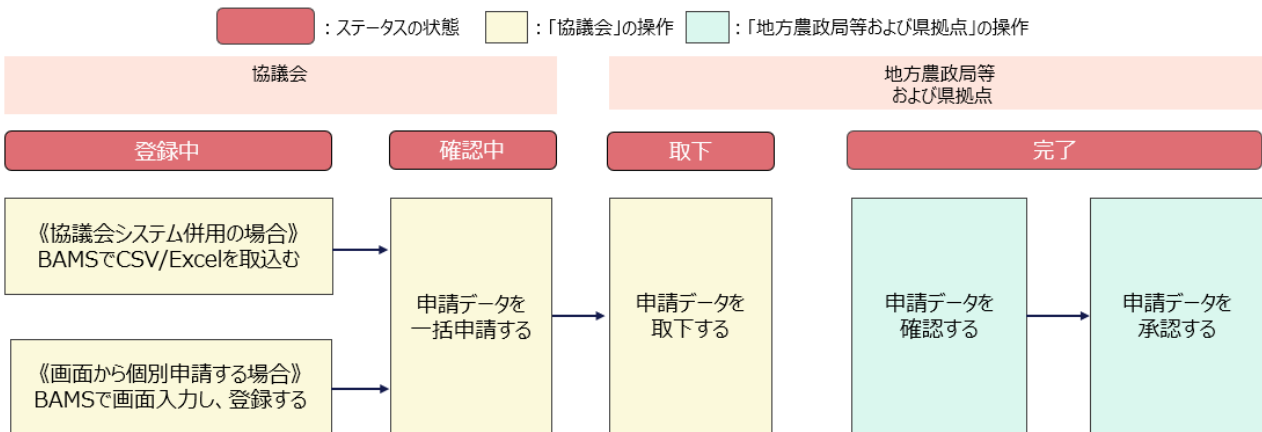 ：ステータスの状態
：「協議会」の操作
：「地方農政局等および県拠点」の操作
協議会
地方農政局等
および県拠点
登録中
確認中
取下
完了
《協議会システム併用の場合》
BAMSでCSV/Excelを取込む
《画面から個別申請する場合》
BAMSで画面入力し、登録する
申請データを
一括申請する
申請データを
取下する
申請データを
確認する
申請データを
承認する